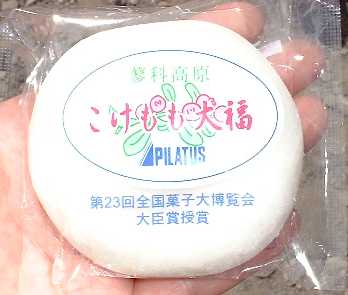 蓼科高原
こけもも大福
PILATUS
第23回全国菓子大博覧会
大臣賞授賞